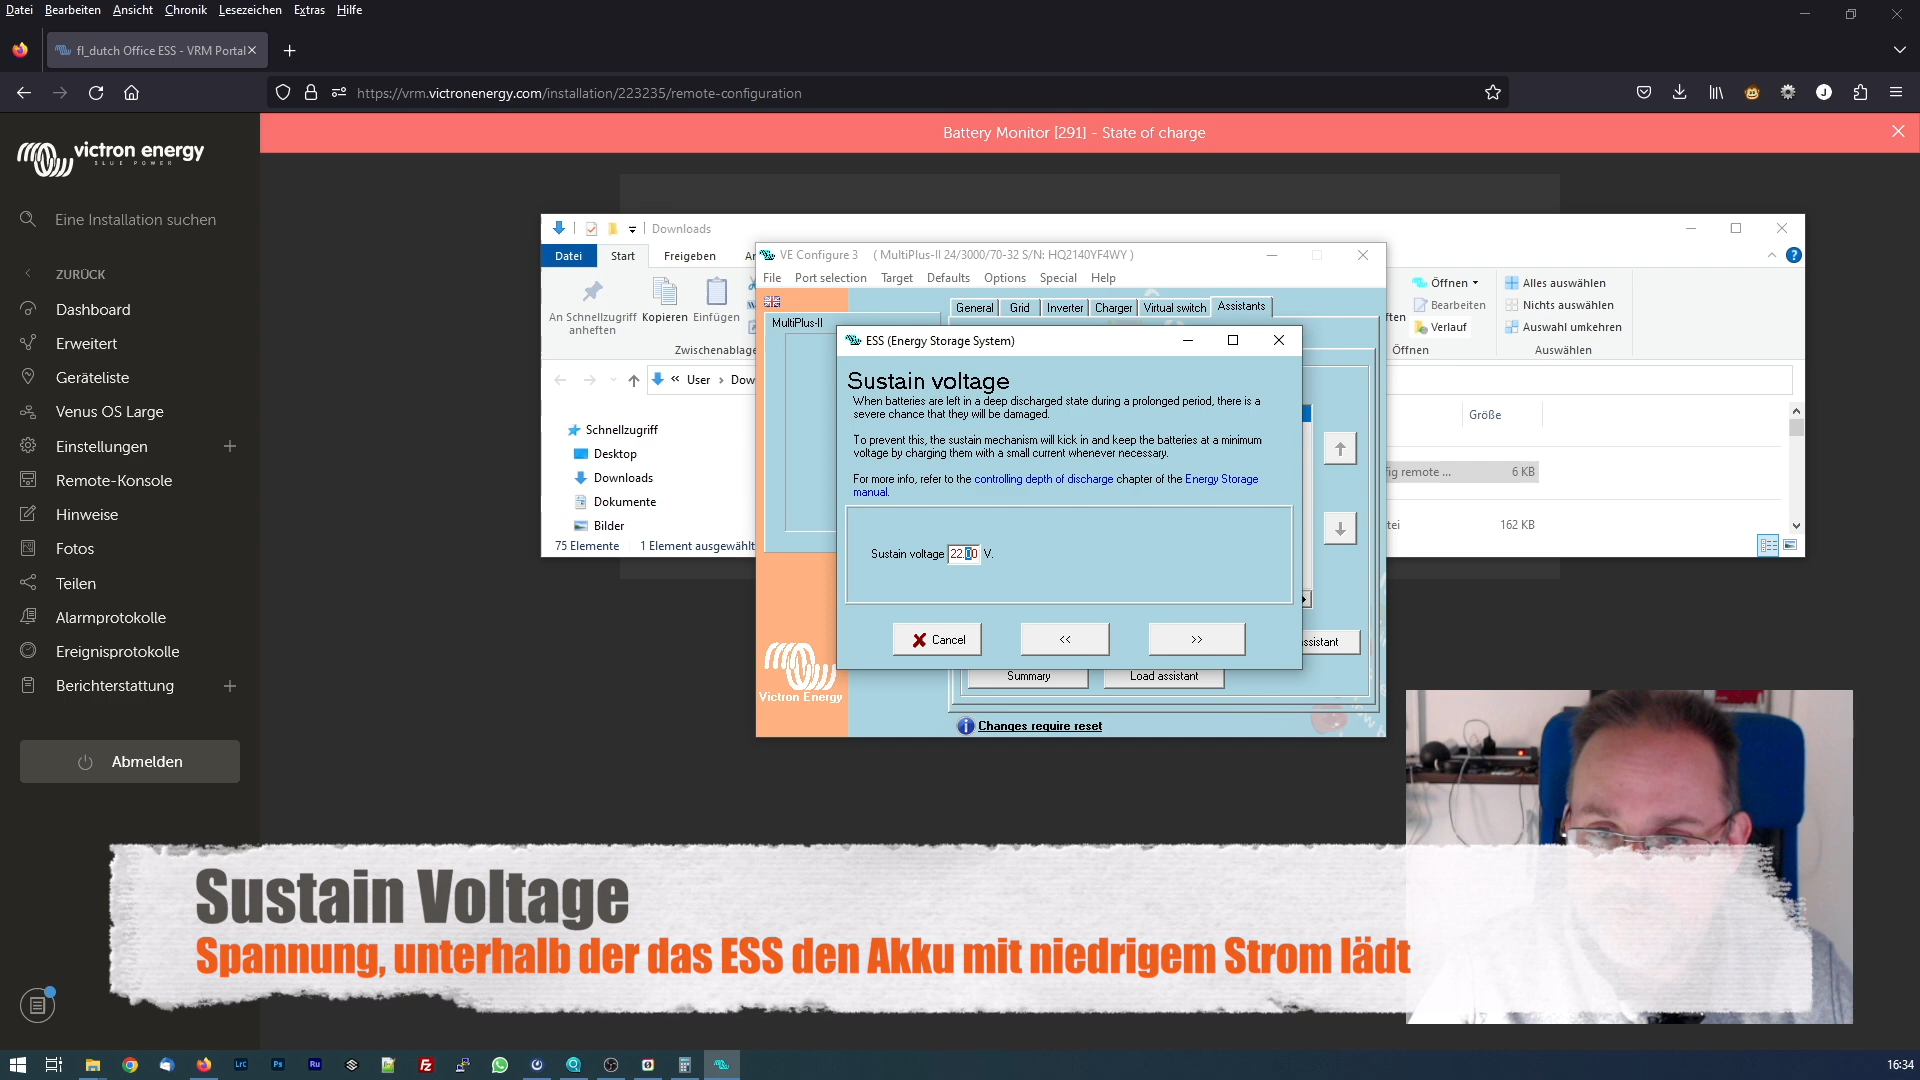 Datei Bearbeiten Ansicht Chronik Lesezeichen Extras Hilfe
fl_dutch Office ESS - VRM Portal
https://vrm.victronenergy.com/installation/223235/remote-configuration
victron energy
BLUE POWER
Battery Monitor [291] - State of charge
Eine Installation suchen
ZURÜCK
Dashboard
Erweitert
Geräteliste
Venus OS Large
Einstellungen
Remote-Konsole
Hinweise
Fotos
Teilen
Alarmprotokolle
Ereignisprotokolle
Berichterstattung
Abmelden
Downloads
Datei Start Freigeben
An Schnellzugriff anheften
Kopieren Einfügen
Zwischenablage
User Dow
Schnellzugriff
Desktop
Downloads
Dokumente
Bilder
75 Elemente 1 Element ausgewählt
Öffnen
Bearbeiten
Verlauf
Öffnen
Alles auswählen
Nichts auswählen
Auswahl umkehren
Auswählen
Größe
fig remote ... 6 KB
tei 162 KB
VE Configure 3 ( MultiPlus-II 24/3000/70-32 S/N: HQ2140YF4WY )
File Port selection Target Defaults Options Special Help
MultiPlus-II
General Grid Inverter Charger Virtual switch Assistants
ESS (Energy Storage System)
Sustain voltage
When batteries are left in a deep discharged state during a prolonged period, there is a
severe chance that they will be damaged.
To prevent this, the sustain mechanism will kick in and keep the batteries at a minimum
voltage by charging them with a small current whenever necessary.
For more info, refer to the controlling depth of discharge chapter of the Energy Storage
manual.
Sustain voltage 22.00 V.
Cancel << >>
ssistant
Summary Load assistant
Victron Energy
Changes require reset
Sustain Voltage
Spannung, unterhalb der das ESS den Akku mit niedrigem Strom lädt
16:34